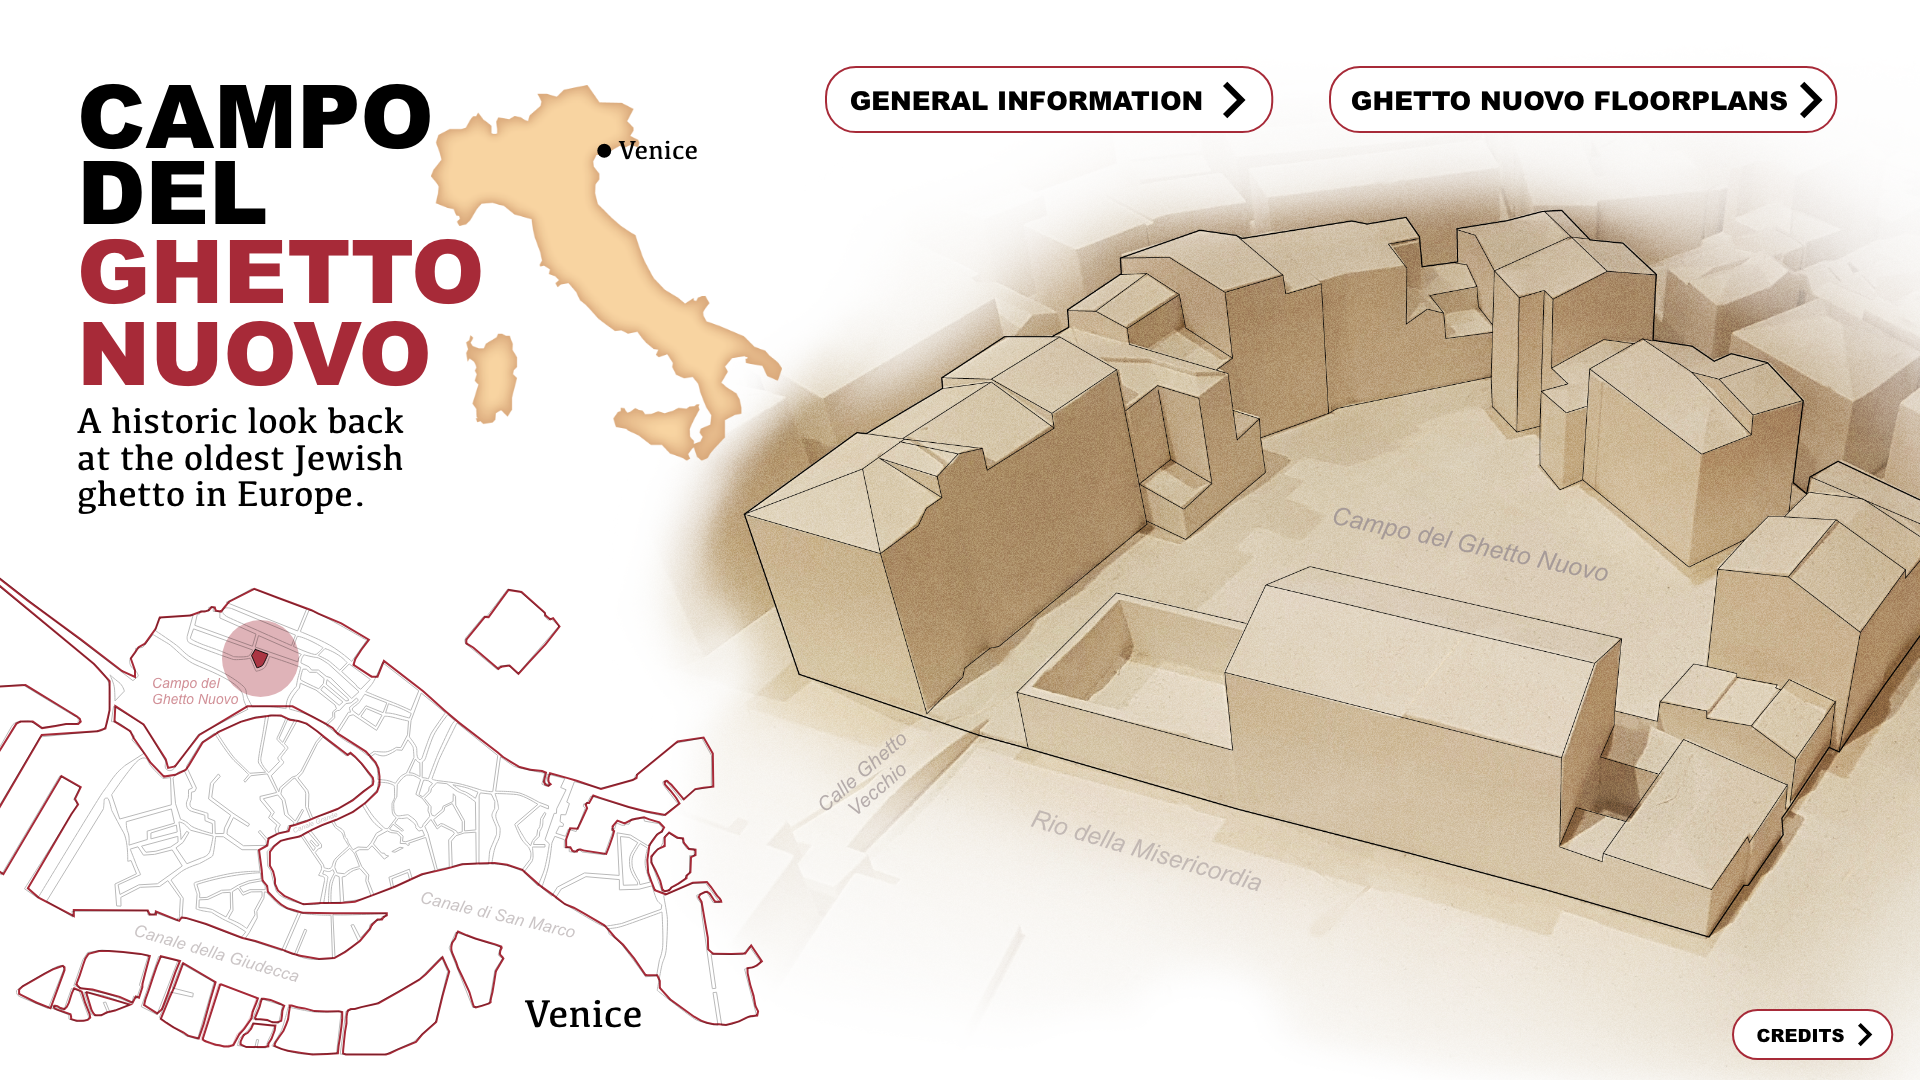 CAMPO
DEL
GHETTO
NUOVO
A historic look back
at the oldest Jewish
ghetto in Europe.
Venice
GENERAL INFORMATION
GHETTO NUOVO FLOORPLANS
Campo del Ghetto Nuovo
Calle Ghetto
Vecchio
Rio della Misericordia
Campo del
Ghetto Nuovo
Canale di San Marco
Canale della Giudecca
Venice
CREDITS